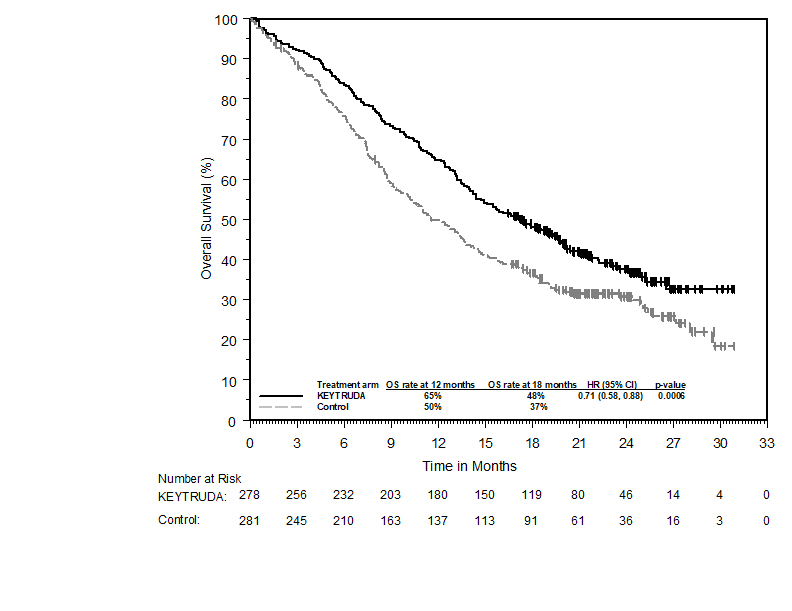 Overall Survival (%)
100
90
80
70
60
50
40
30
20
10
0
Treatment arm OS rate at 12 months OS rate at 18 months HR (95% CI) p-value
KEYTRUDA 65% 48% 0.71 (0.58, 0.88) 0.0006
Control 50% 37%
0 3 6 9 12 15 18 21 24 27 30 33
Time in Months
Number at Risk
KEYTRUDA: 278 256 232 203 180 150 119 80 46 14 4 0
Control: 281 245 210 163 137 113 91 61 36 16 3 0